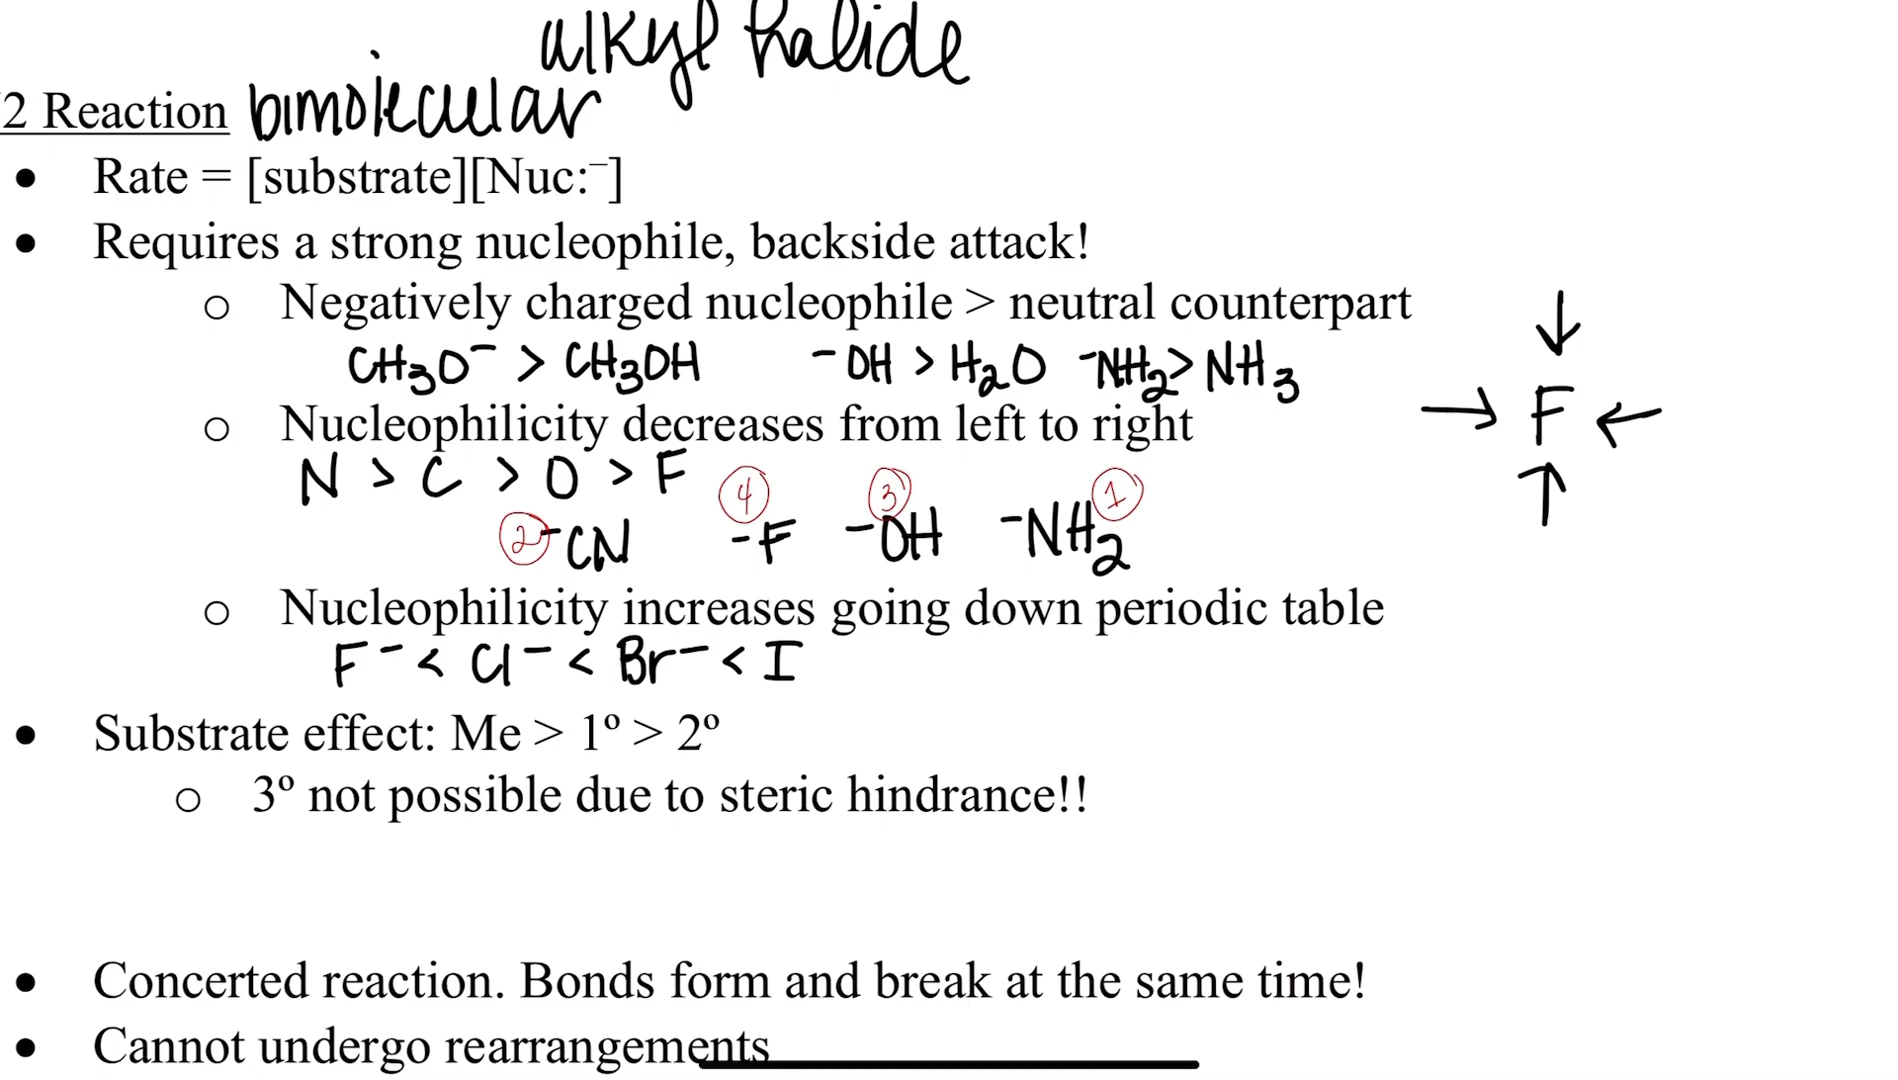 alkyl halide
2 Reaction bimolecular
• Rate = [substrate][Nuc:⁻]
• Requires a strong nucleophile, backside attack!
o Negatively charged nucleophile > neutral counterpart
CH3O⁻ > CH3OH ⁻OH > H2O ⁻NH2 > NH3
→ F ←
o Nucleophilicity decreases from left to right
N > C > O > F
4 3 1
2 ⁻CN ⁻F ⁻OH ⁻NH2
o Nucleophilicity increases going down periodic table
F⁻ < Cl⁻ < Br⁻ < I
• Substrate effect: Me > 1º > 2º
o 3º not possible due to steric hindrance!!
• Concerted reaction. Bonds form and break at the same time!
• Cannot undergo rearrangements